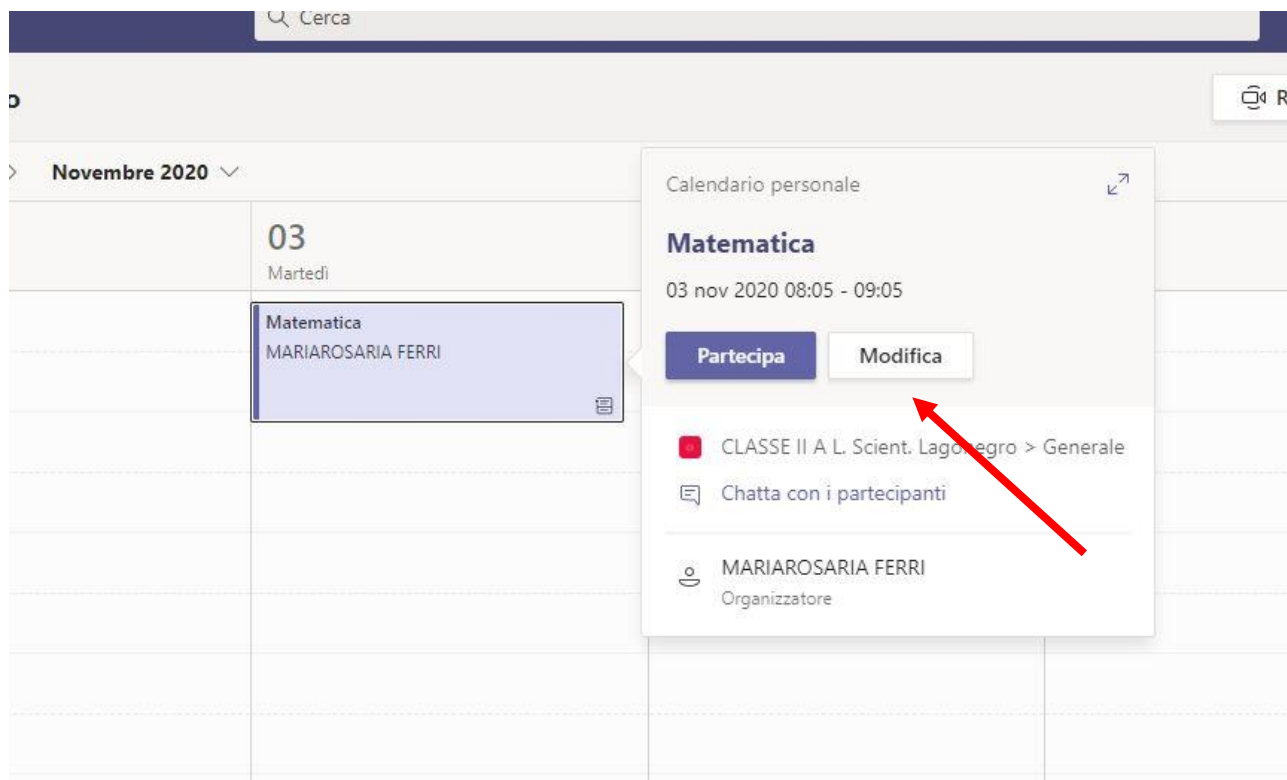 Cerca
o
R
Novembre 2020
03
Martedì
Matematica
MARIAROSARIA FERRI
Calendario personale
Matematica
03 nov 2020 08:05 - 09:05
Partecipa Modifica
CLASSE II A L. Scient. Lagonegro > Generale
Chatta con i partecipanti
MARIAROSARIA FERRI
Organizzatore